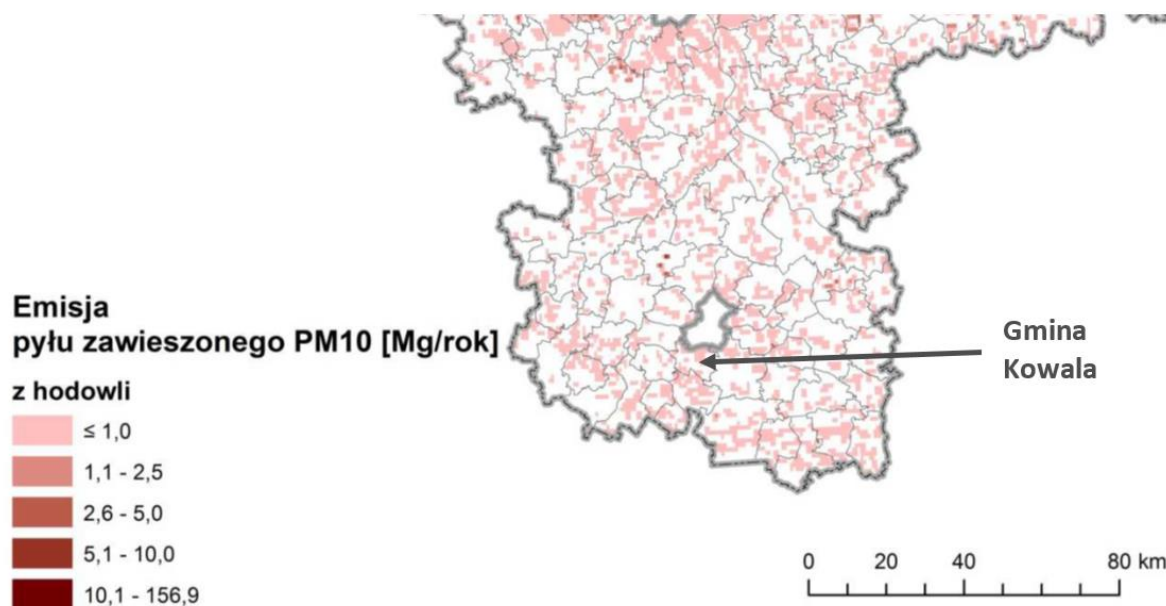 Emisja
pyłu zawieszonego PM10 [Mg/rok]
z hodowli
≤ 1,0
1,1 - 2,5
2,6 - 5,0
5,1 - 10,0
10,1 - 156,9
Gmina
Kowala
0 20 40 80 km